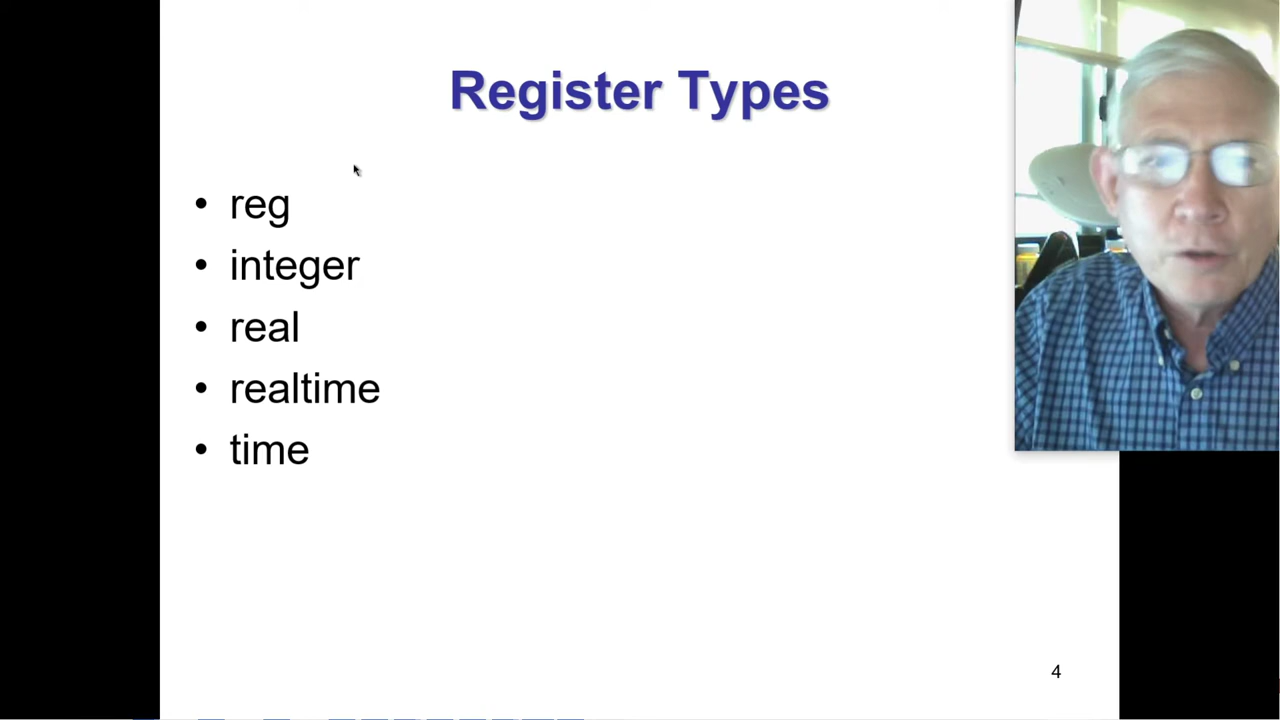 Register Types
• reg
• integer
• real
• realtime
• time
4